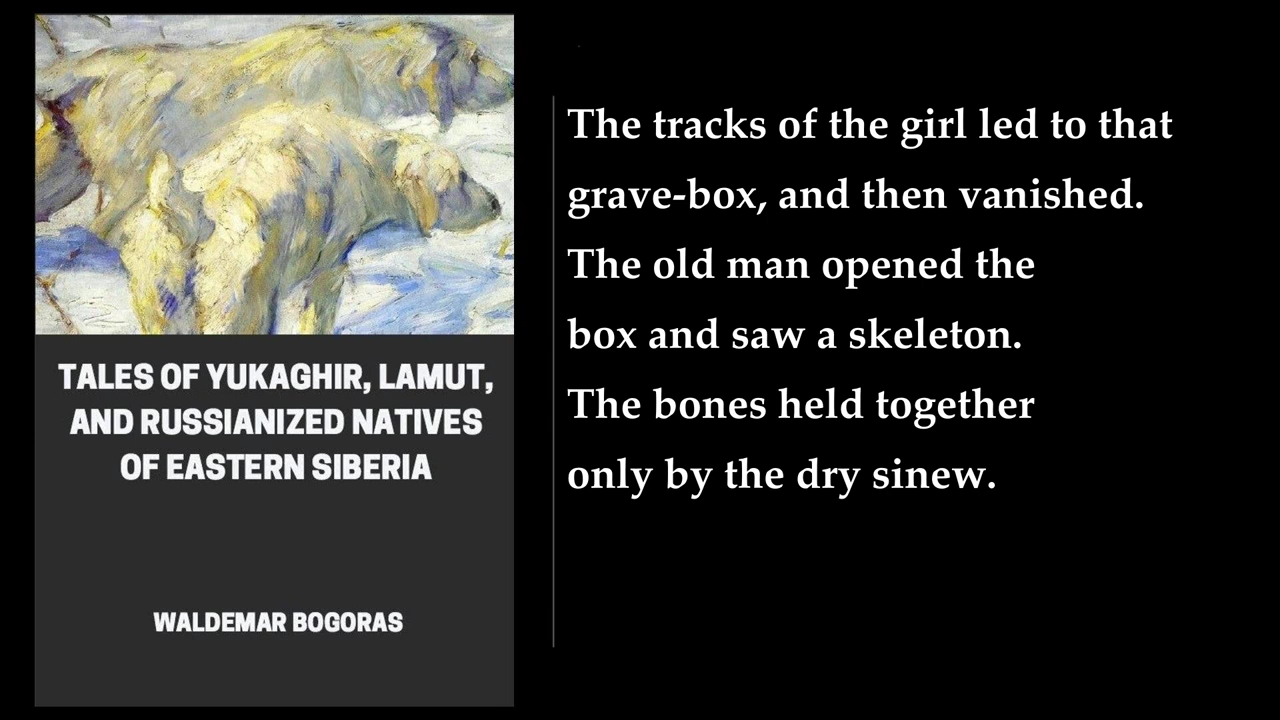 TALES OF YUKAGHIR, LAMUT,
AND RUSSIANIZED NATIVES
OF EASTERN SIBERIA
WALDEMAR BOGORAS
The tracks of the girl led to that
grave-box, and then vanished.
The old man opened the
box and saw a skeleton.
The bones held together
only by the dry sinew.